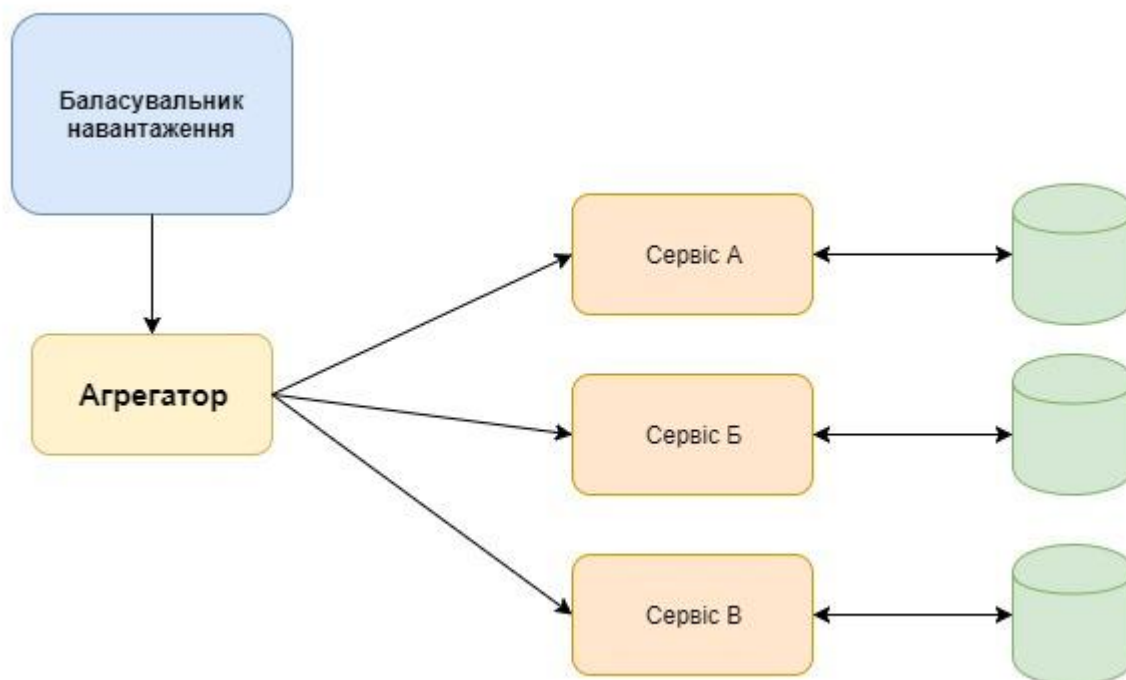 Баласувальник
навантаження
Агрегатор
Сервіс А
Сервіс Б
Сервіс В